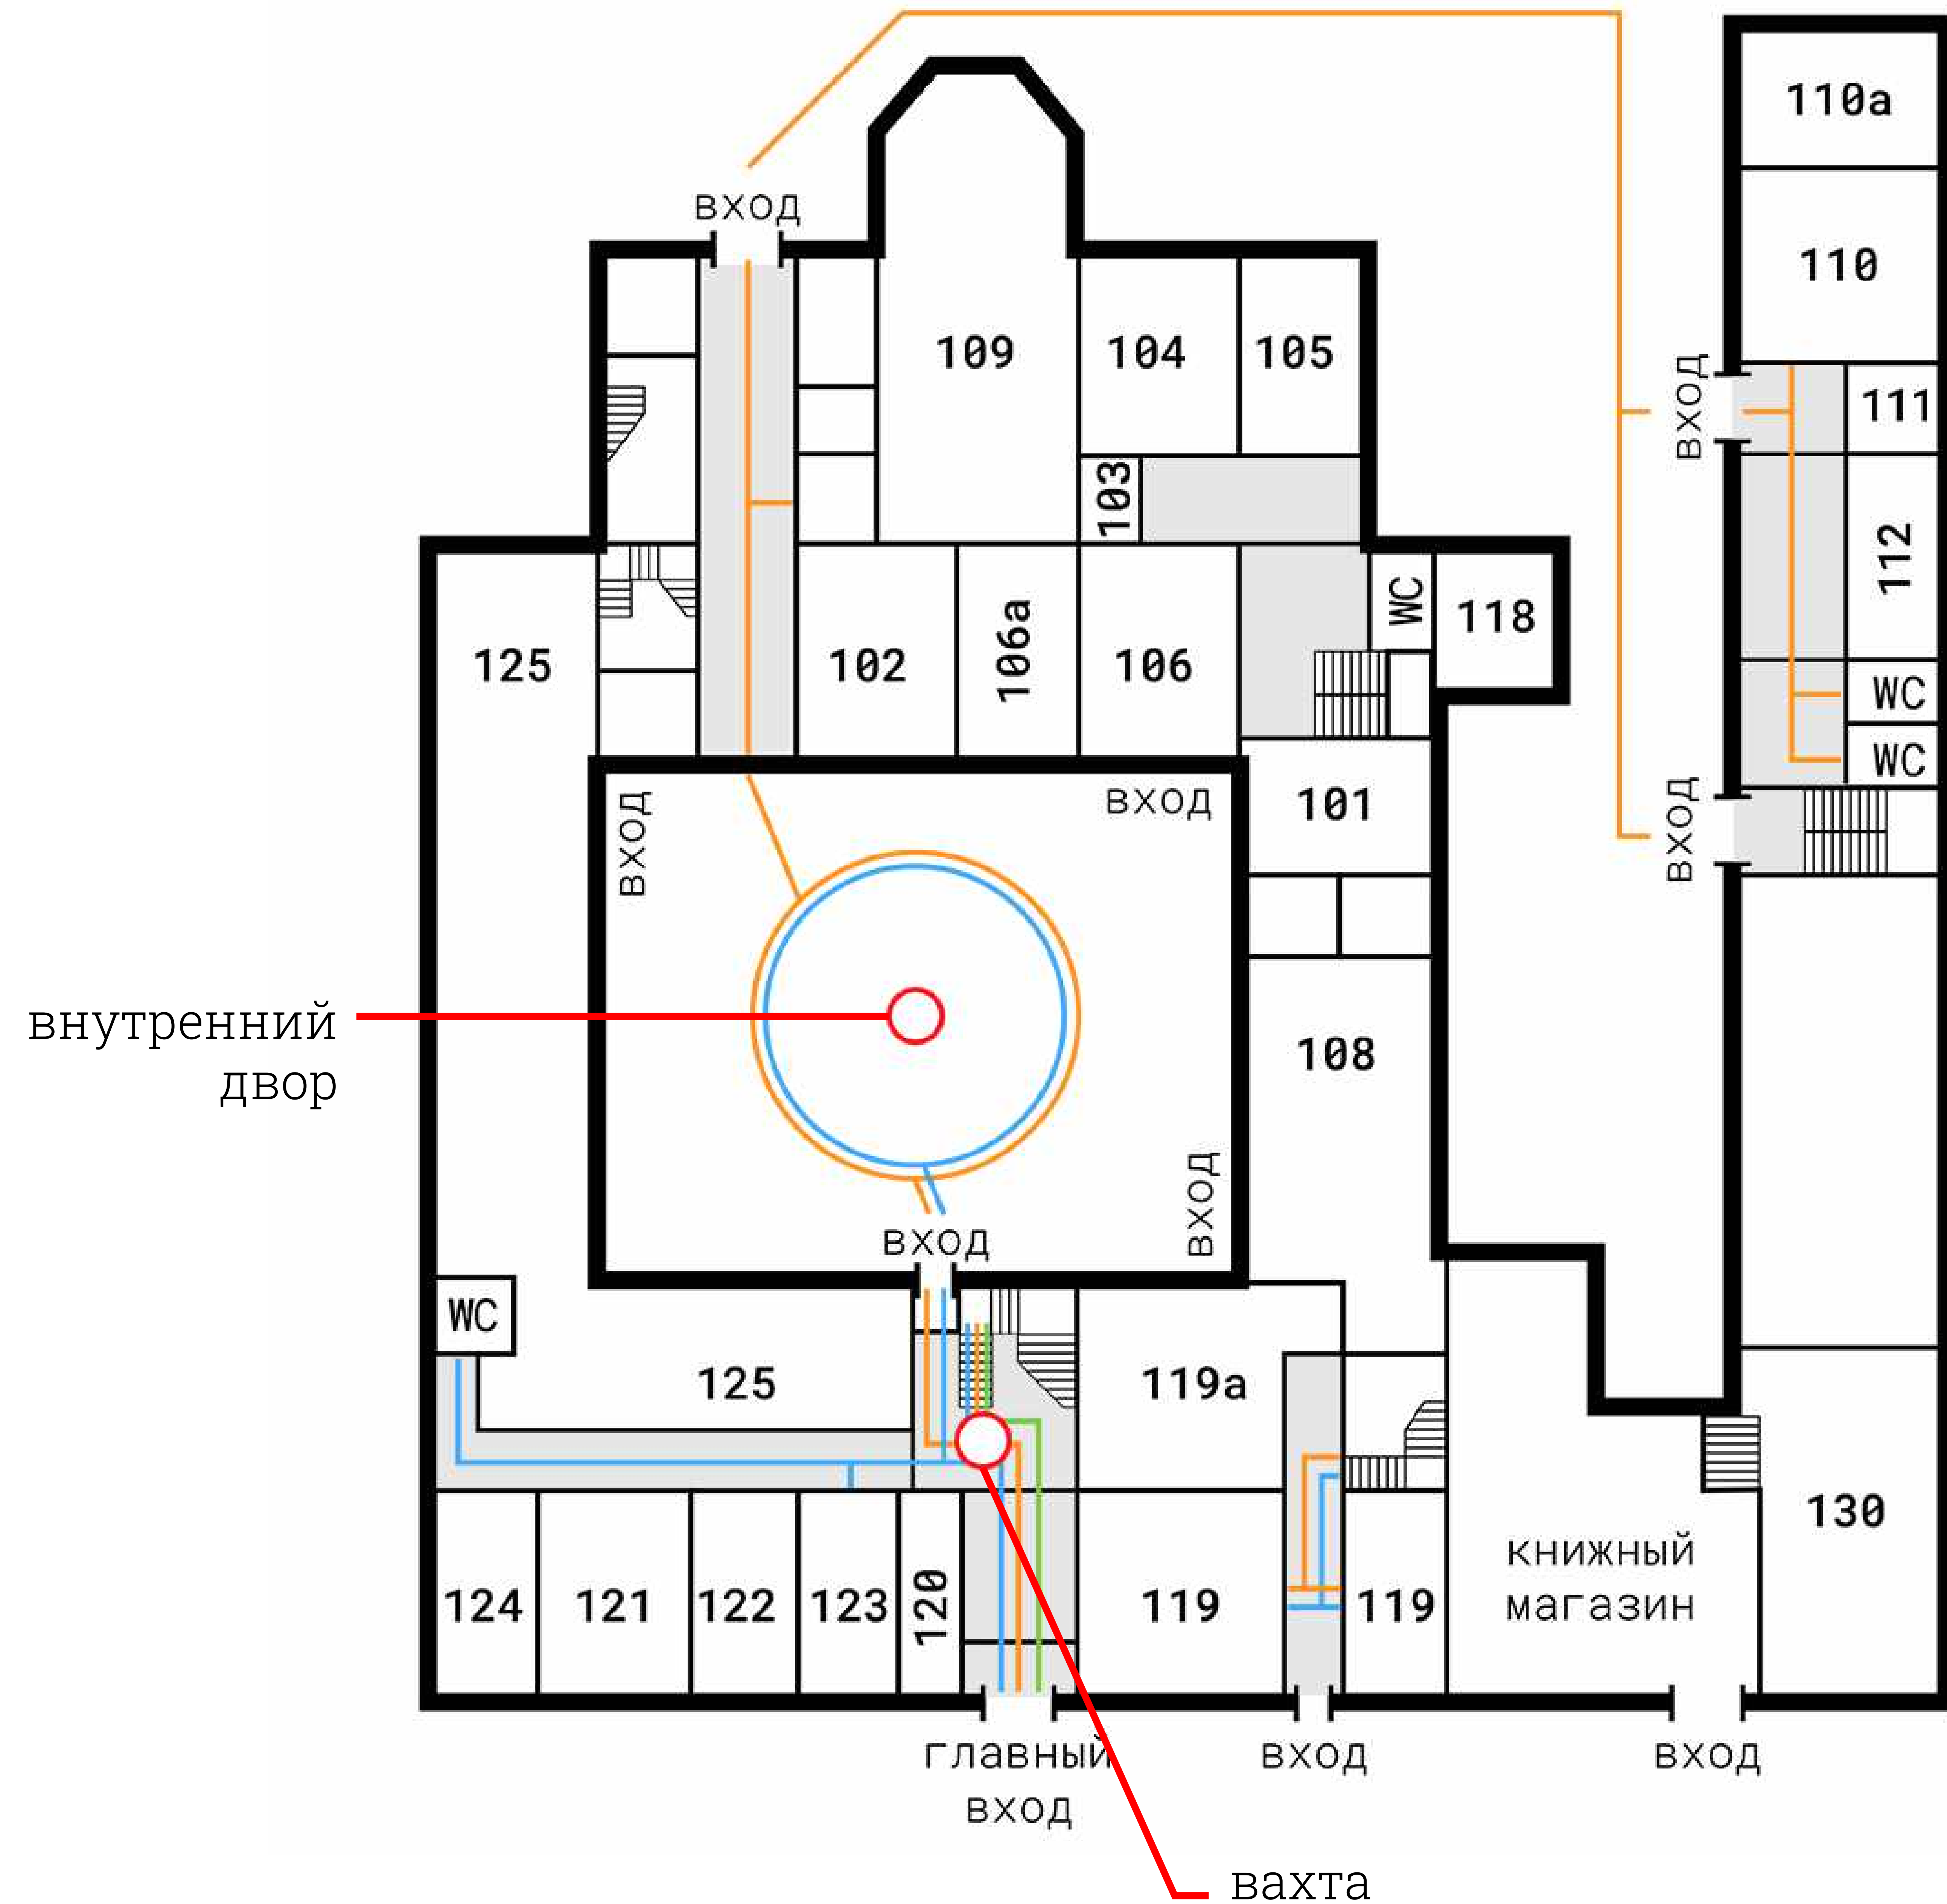 110а
вход
110
109
104
105
вход
111
103
112
WC
118
125
102
106а
106
WC
WC
вход
вход
101
вход
внутренний
двор
108
вход
вход
WC
125
119а
130
книжный
магазин
124
121
122
123
120
119
119
главный
вход
вход
вход
вахта